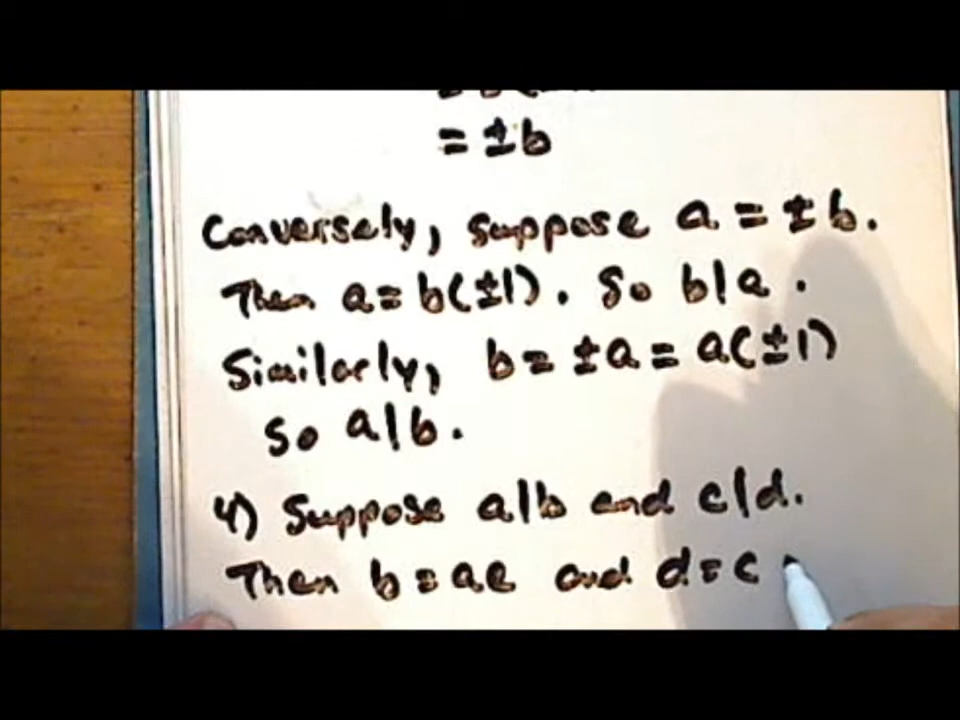 = ±b
Conversely, suppose a = ±b.
Then a = b(±1). So b|a.
Similarly, b = ±a = a(±1)
So a|b.
4) Suppose a|b and c|d.
Then b = ae and d = c